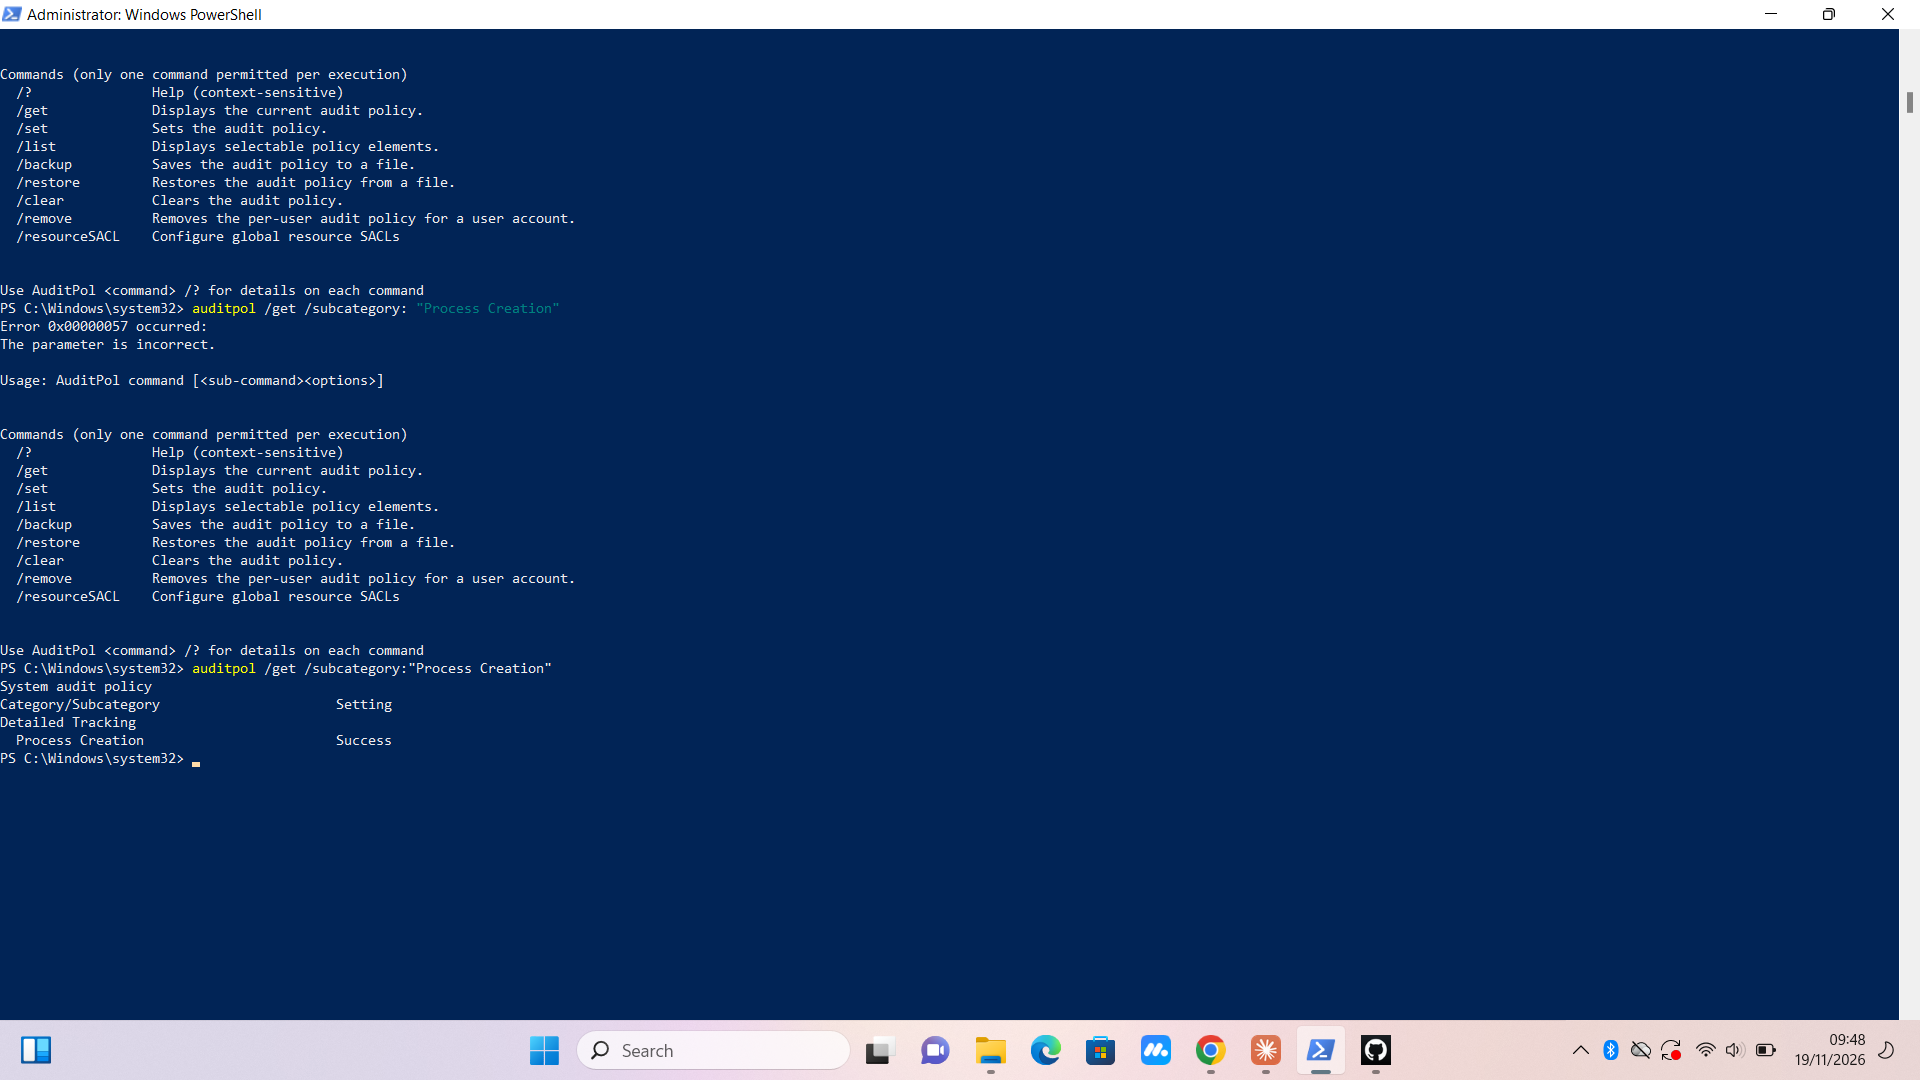 Administrator: Windows PowerShell
Commands (only one command permitted per execution)
/? Help (context-sensitive)
/get Displays the current audit policy.
/set Sets the audit policy.
/list Displays selectable policy elements.
/backup Saves the audit policy to a file.
/restore Restores the audit policy from a file.
/clear Clears the audit policy.
/remove Removes the per-user audit policy for a user account.
/resourceSACL Configure global resource SACLs
Use AuditPol <command> /? for details on each command
PS C:\Windows\system32> auditpol /get /subcategory: "Process Creation"
Error 0x00000057 occurred:
The parameter is incorrect.
Usage: AuditPol command [<sub-command><options>]
Commands (only one command permitted per execution)
/? Help (context-sensitive)
/get Displays the current audit policy.
/set Sets the audit policy.
/list Displays selectable policy elements.
/backup Saves the audit policy to a file.
/restore Restores the audit policy from a file.
/clear Clears the audit policy.
/remove Removes the per-user audit policy for a user account.
/resourceSACL Configure global resource SACLs
Use AuditPol <command> /? for details on each command
PS C:\Windows\system32> auditpol /get /subcategory:"Process Creation"
System audit policy
Category/Subcategory Setting
Detailed Tracking
Process Creation Success
PS C:\Windows\system32>
Search
09:48
19/11/2026